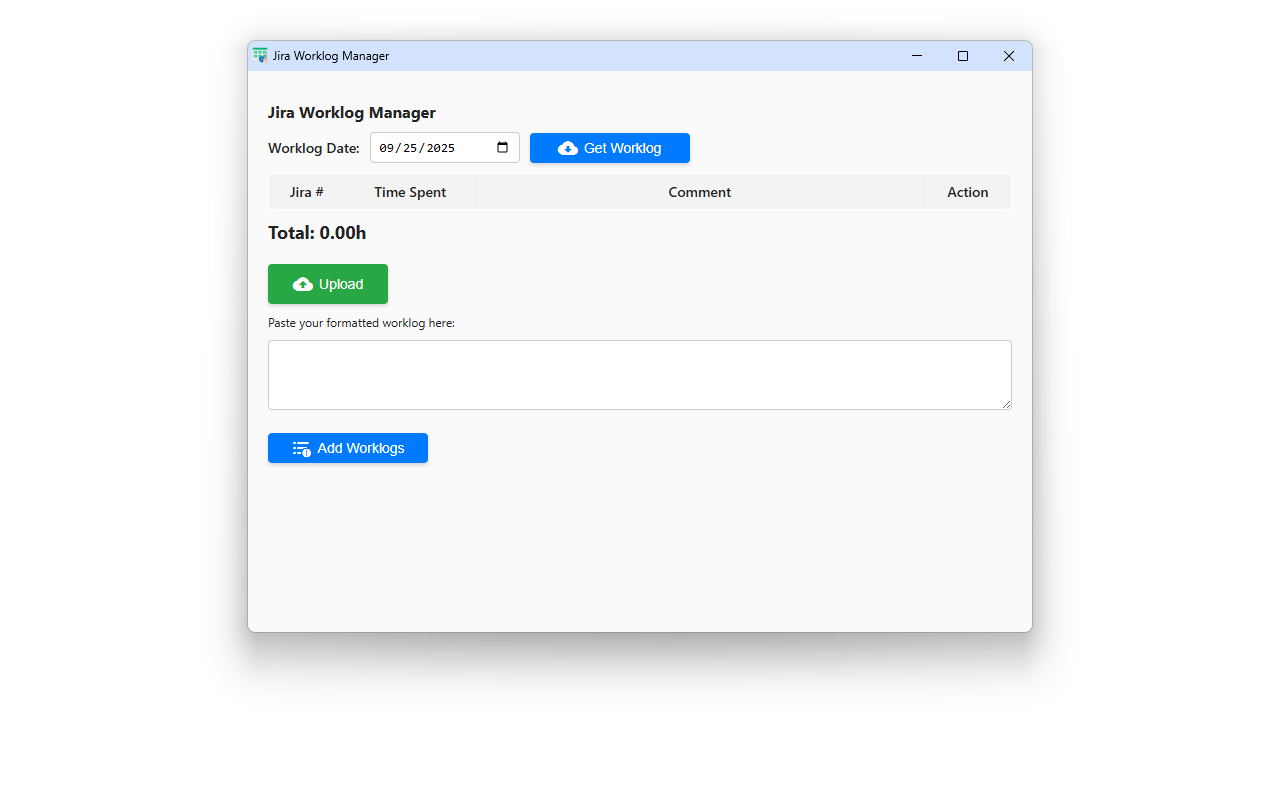 Jira Worklog Manager
Jira Worklog Manager
Worklog Date: 09/25/2025 Get Worklog
Jira # Time Spent Comment Action
Total: 0.00h
Upload
Paste your formatted worklog here:
Add Worklogs